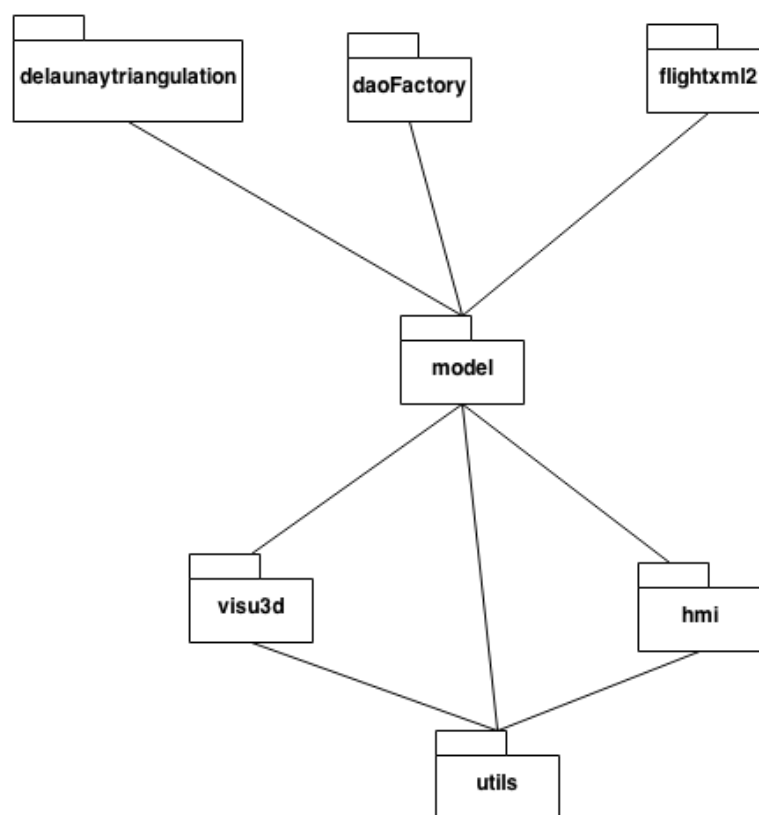 delaunaytriangulation
daoFactory
flightxml2
model
visu3d
hmi
utils